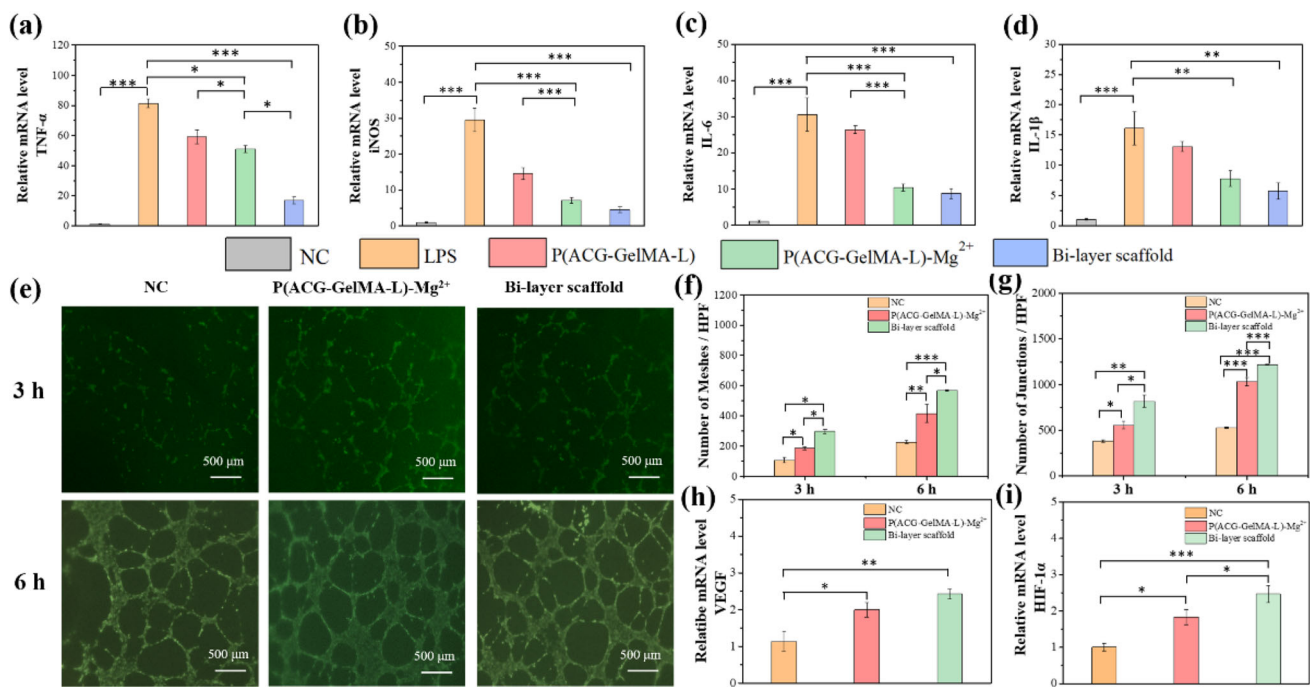 (a)
Relative mRNA level
TNF-α
120
100
80
60
40
20
0
***
*
***
*
*
(b)
Relative mRNA level
iNOS
50
40
30
20
10
0
***
***
***
***
(c)
Relative mRNA level
IL-6
60
50
40
30
20
10
0
***
***
***
***
(d)
Relative mRNA level
IL-1β
30
25
20
15
10
5
0
**
**
***
NC
LPS
P(ACG-GelMA-L)
P(ACG-GelMA-L)-Mg²⁺
Bi-layer scaffold
(e)
NC
P(ACG-GelMA-L)-Mg²⁺
Bi-layer scaffold
3 h
500 μm
500 μm
500 μm
6 h
500 μm
500 μm
500 μm
(f)
Number of Meshes / HPF
1200
1000
800
600
400
200
0
NC
P(ACG-GelMA-L)-Mg²⁺
Bi-layer scaffold
*
*
*
***
*
**
3 h
6 h
(g)
Number of Junctions / HPF
2000
1500
1000
500
0
NC
P(ACG-GelMA-L)-Mg²⁺
Bi-layer scaffold
**
*
*
***
***
***
3 h
6 h
(h)
Relatibe mRNA level
VEGF
5
4
3
2
1
0
NC
P(ACG-GelMA-L)-Mg²⁺
Bi-layer scaffold
**
*
(i)
Relative mRNA level
HIF-1α
5
4
3
2
1
0
NC
P(ACG-GelMA-L)-Mg²⁺
Bi-layer scaffold
***
*
*